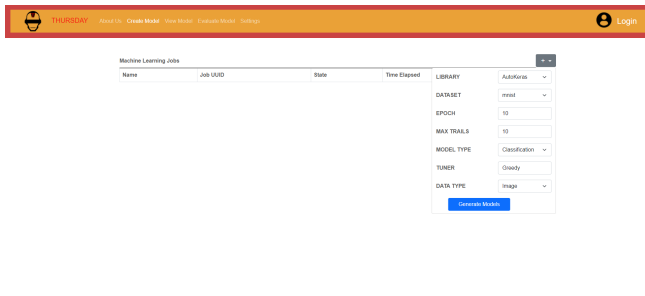 THURSDAY About Us Create Model View Model Evaluate Model Settings Login
Machine Learning Jobs
Name Job UUID State Time Elapsed
LIBRARY AutoKeras
DATASET mnist
EPOCH 10
MAX TRAILS 10
MODEL TYPE Classification
TUNER Greedy
DATA TYPE Image
Generate Models